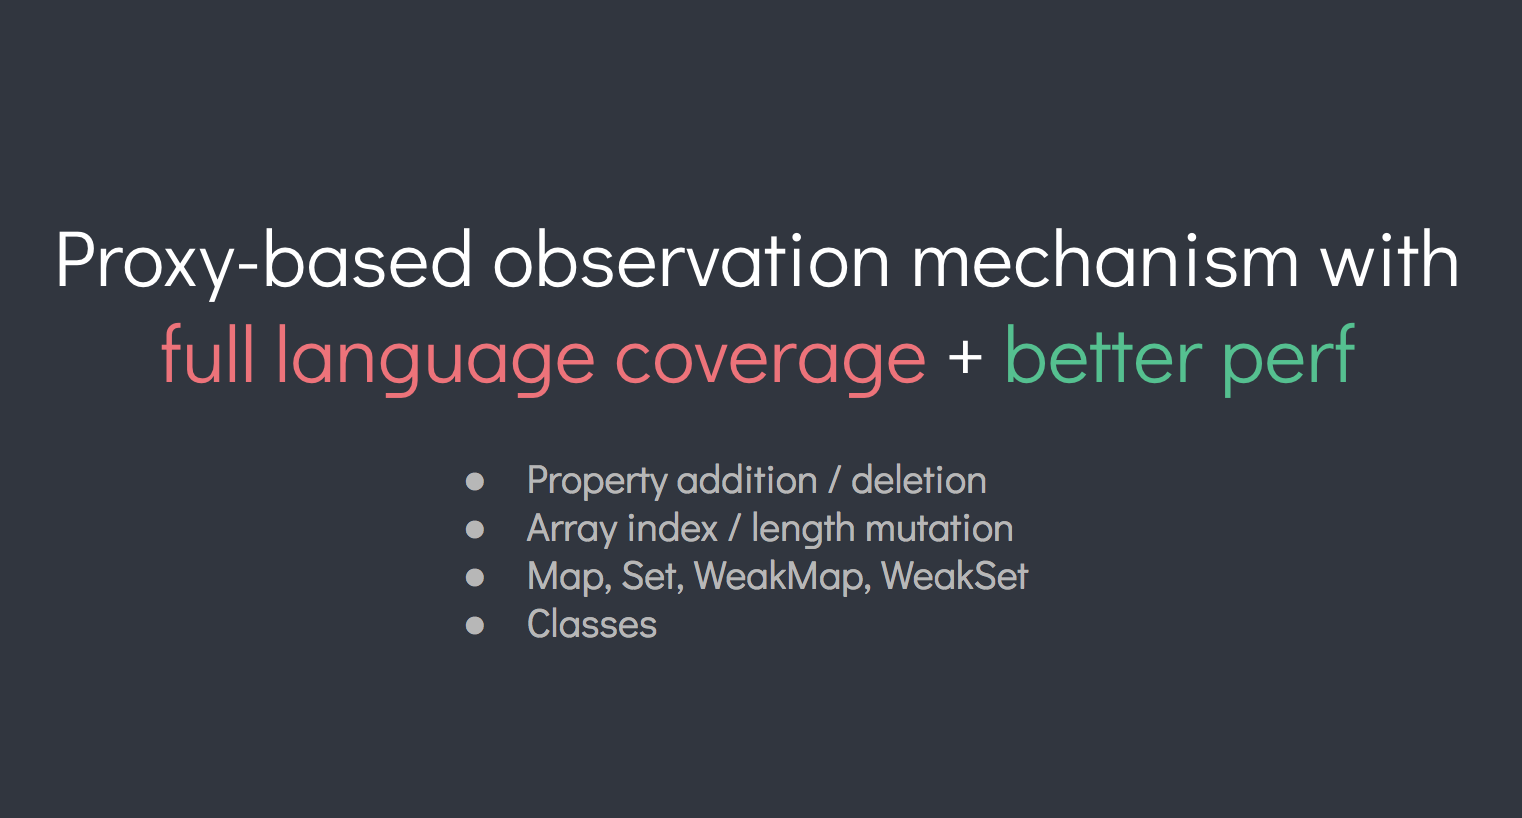 Proxy-based observation mechanism with
full language coverage + better perf
● Property addition / deletion
● Array index / length mutation
● Map, Set, WeakMap, WeakSet
● Classes